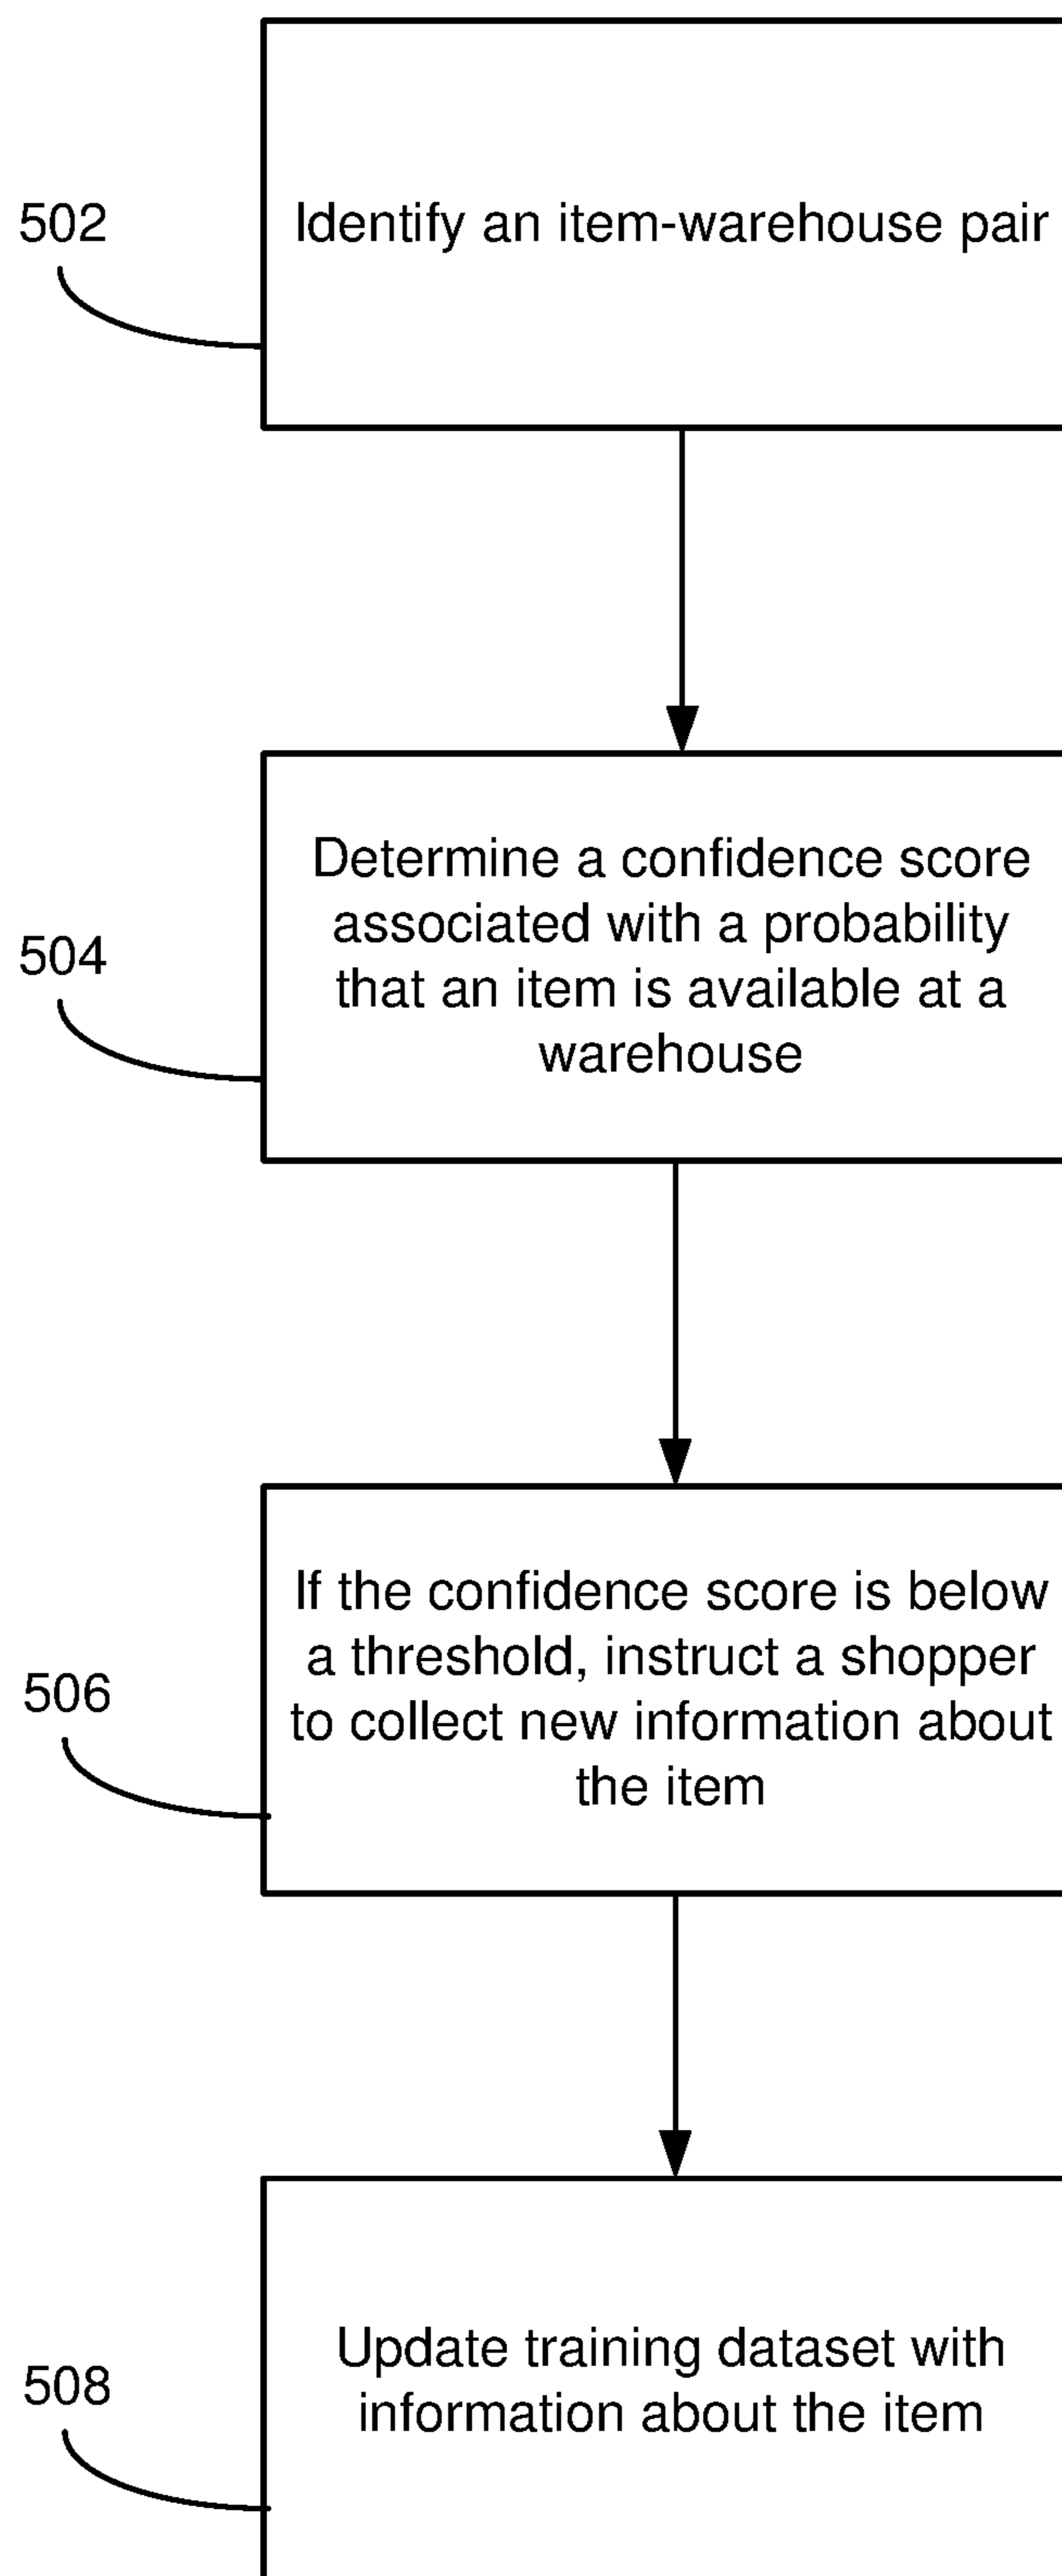 502
Identify an item-warehouse pair
504
Determine a confidence score
associated with a probability
that an item is available at a
warehouse
506
If the confidence score is below
a threshold, instruct a shopper
to collect new information about
the item
508
Update training dataset with
information about the item